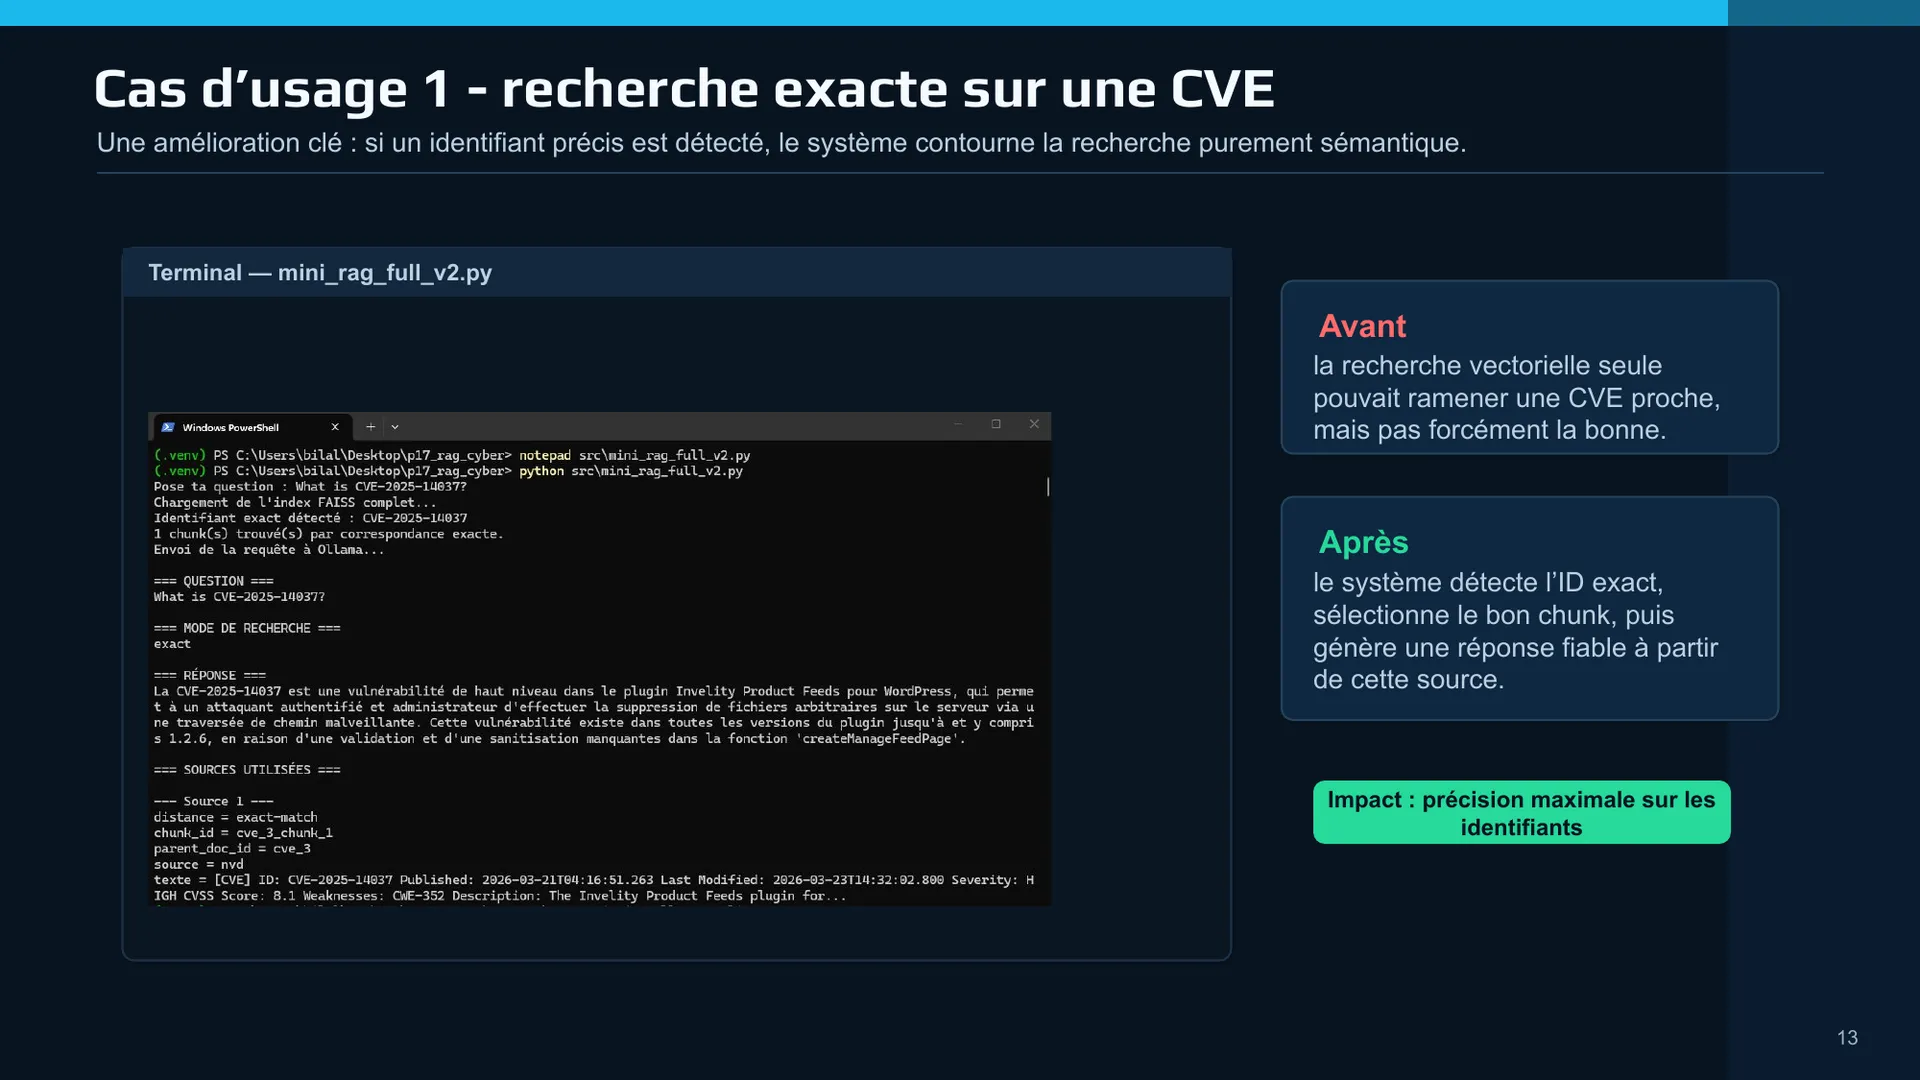 Cas d’usage 1 - recherche exacte sur une CVE
Une amélioration clé : si un identifiant précis est détecté, le système contourne la recherche purement sémantique.
Terminal — mini_rag_full_v2.py
Windows PowerShell
(.venv) PS C:\Users\bilal\Desktop\p17_rag_cyber> notepad src\mini_rag_full_v2.py
(.venv) PS C:\Users\bilal\Desktop\p17_rag_cyber> python src\mini_rag_full_v2.py
Pose ta question : What is CVE-2025-14037?
Chargement de l'index FAISS complet...
Identifiant exact détecté : CVE-2025-14037
1 chunk(s) trouvé(s) par correspondance exacte.
Envoi de la requête à Ollama...
=== QUESTION ===
What is CVE-2025-14037?
=== MODE DE RECHERCHE ===
exact
=== RÉPONSE ===
La CVE-2025-14037 est une vulnérabilité de haut niveau dans le plugin Invelity Product Feeds pour WordPress, qui perme
t à un attaquant authentifié et administrateur d'effectuer la suppression de fichiers arbitraires sur le serveur via u
ne traversée de chemin malveillante. Cette vulnérabilité existe dans toutes les versions du plugin jusqu'à et y compri
s 1.2.6, en raison d'une validation et d'une sanitisation manquantes dans la fonction 'createManageFeedPage'.
=== SOURCES UTILISÉES ===
--- Source 1 ---
distance = exact-match
chunk_id = cve_3_chunk_1
parent_doc_id = cve_3
source = nvd
texte = [CVE] ID: CVE-2025-14037 Published: 2026-03-21T04:16:51.263 Last Modified: 2026-03-23T14:32:02.800 Severity: H
IGH CVSS Score: 8.1 Weaknesses: CWE-352 Description: The Invelity Product Feeds plugin for...
Avant
la recherche vectorielle seule
pouvait ramener une CVE proche,
mais pas forcément la bonne.
Après
le système détecte l’ID exact,
sélectionne le bon chunk, puis
génère une réponse fiable à partir
de cette source.
Impact : précision maximale sur les
identifiants
13